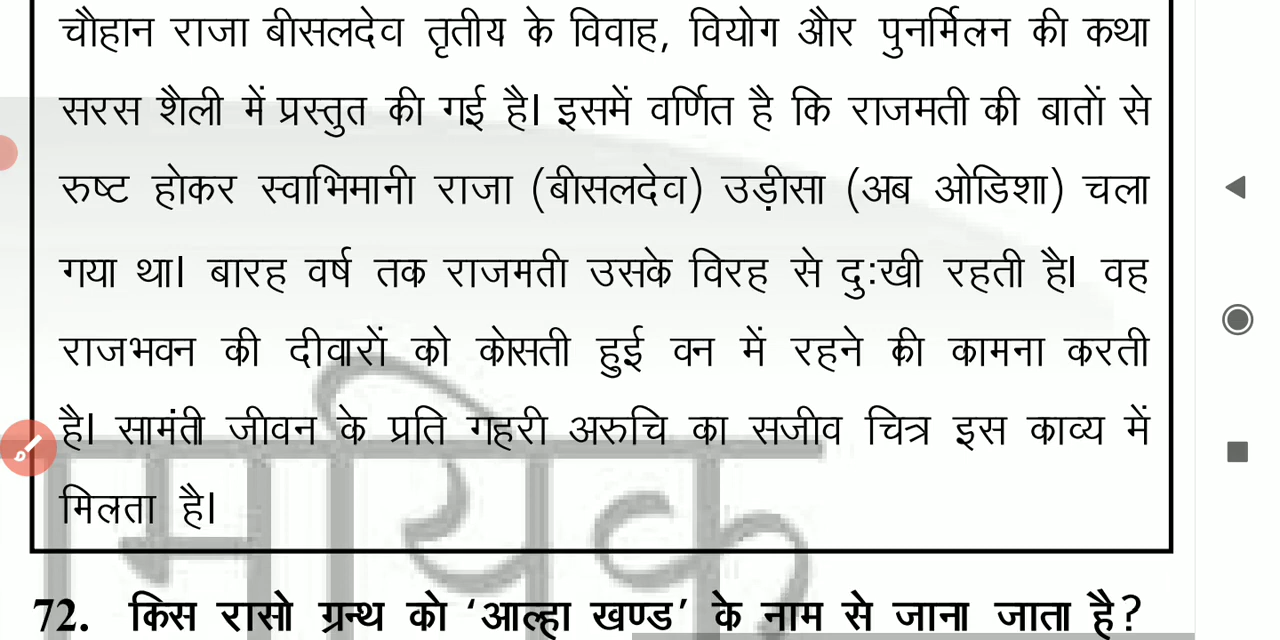 चौहान राजा बीसलदेव तृतीय के विवाह, वियोग और पुनर्मिलन की कथा
सरस शैली में प्रस्तुत की गई है। इसमें वर्णित है कि राजमती की बातों से
रुष्ट होकर स्वाभिमानी राजा (बीसलदेव) उड़ीसा (अब ओडिशा) चला
गया था। बारह वर्ष तक राजमती उसके विरह से दु:खी रहती है। वह
राजभवन की दीवारों को कोसती हुई वन में रहने की कामना करती
है। सामंती जीवन के प्रति गहरी अरुचि का सजीव चित्र इस काव्य में
मिलता है।
72. किस रासो ग्रन्थ को ‘आल्हा खण्ड’ के नाम से जाना जाता है?